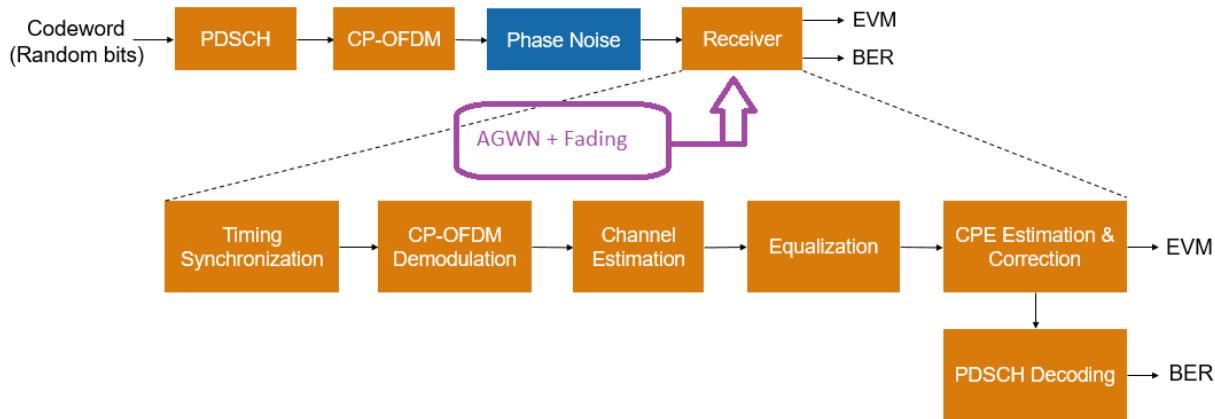 Codeword
(Random bits)
PDSCH
CP-OFDM
Phase Noise
Receiver
EVM
BER
AGWN + Fading
Timing
Synchronization
CP-OFDM
Demodulation
Channel
Estimation
Equalization
CPE Estimation &
Correction
EVM
PDSCH Decoding
BER